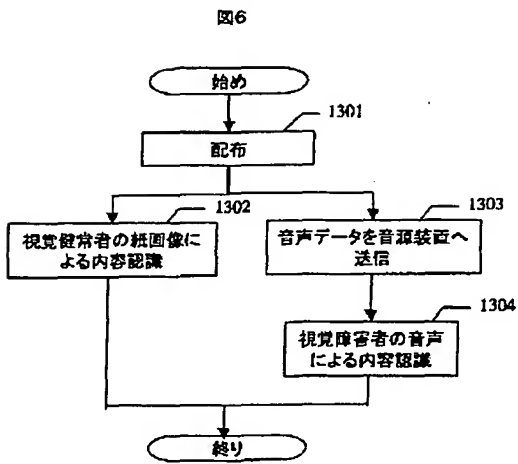 図6
始め
1301
配布
1302
視覚健常者の紙画像に
よる内容認識
1303
音声データを音源装置へ
送信
1304
視覚障害者の音声
による内容認識
終り